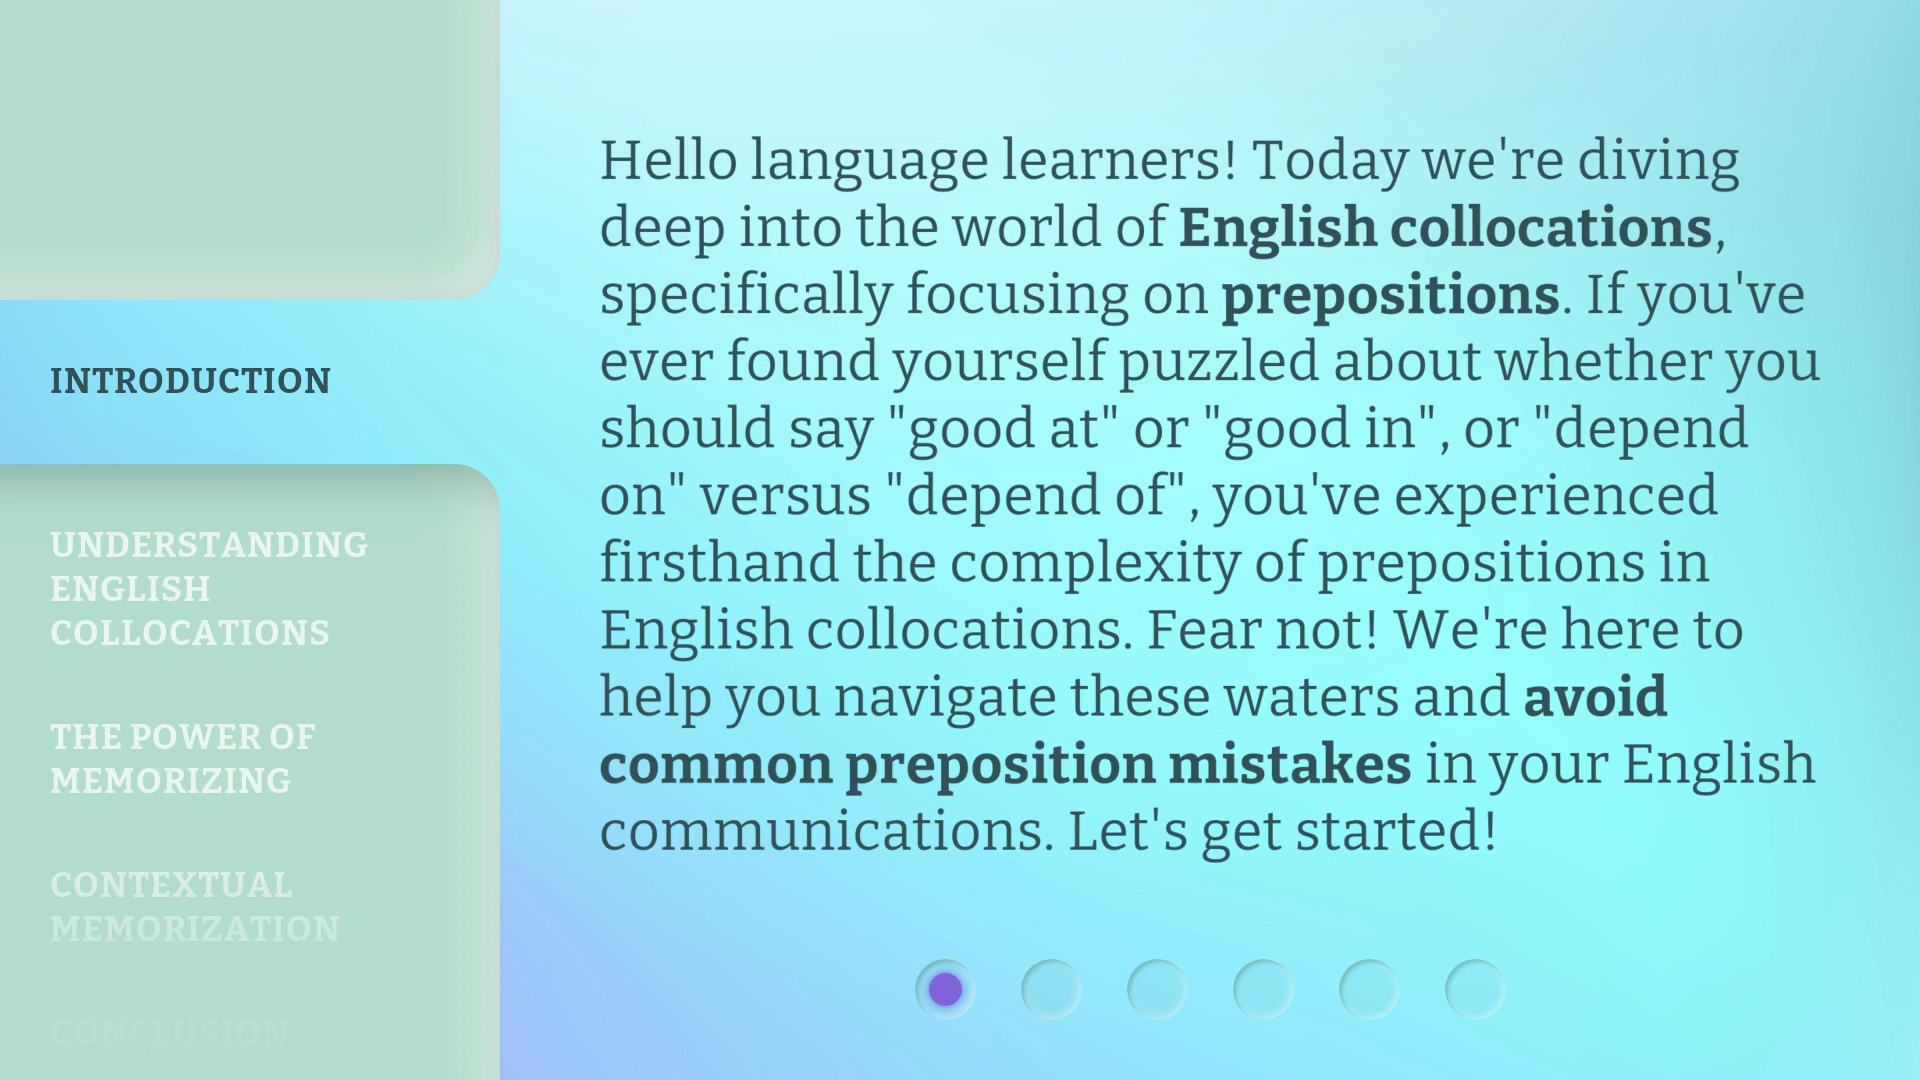 INTRODUCTION
UNDERSTANDING
ENGLISH
COLLOCATIONS
THE POWER OF
MEMORIZING
CONTEXTUAL
MEMORIZATION
CONCLUSION
Hello language learners! Today we're diving
deep into the world of English collocations,
specifically focusing on prepositions. If you've
ever found yourself puzzled about whether you
should say "good at" or "good in", or "depend
on" versus "depend of", you've experienced
firsthand the complexity of prepositions in
English collocations. Fear not! We're here to
help you navigate these waters and avoid
common preposition mistakes in your English
communications. Let's get started!